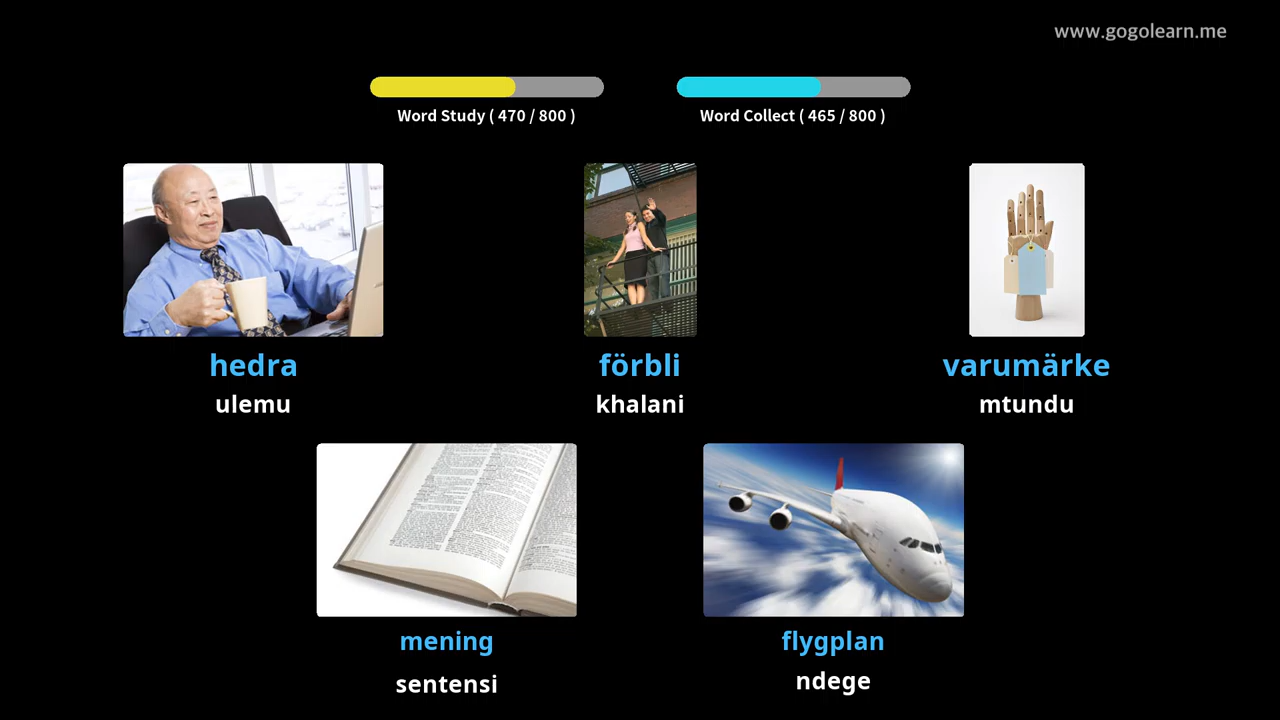 www.gogolearn.me
Word Study ( 470 / 800 )
Word Collect ( 465 / 800 )
hedra
ulemu
förbli
khalani
varumärke
mtundu
mening
sentensi
flygplan
ndege